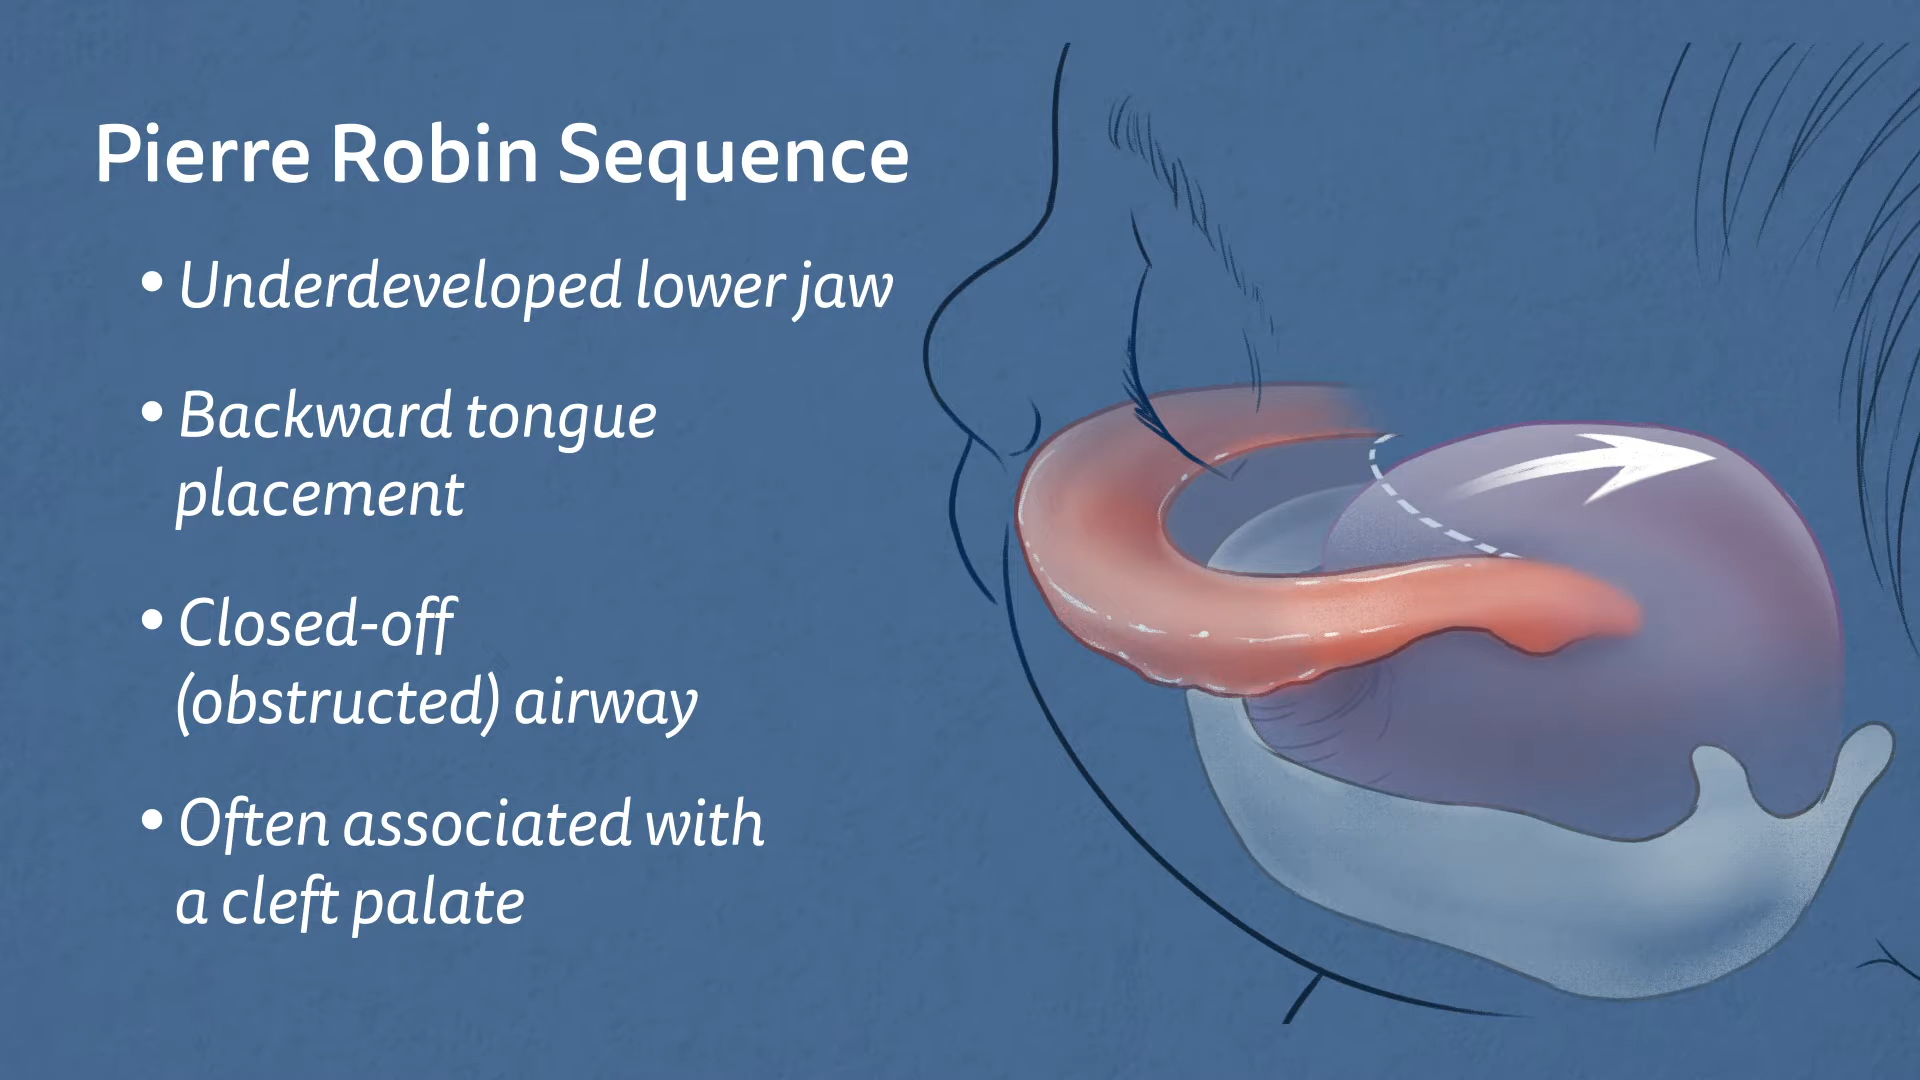 Pierre Robin Sequence
• Underdeveloped lower jaw
• Backward tongue
placement
• Closed-off
(obstructed) airway
• Often associated with
a cleft palate